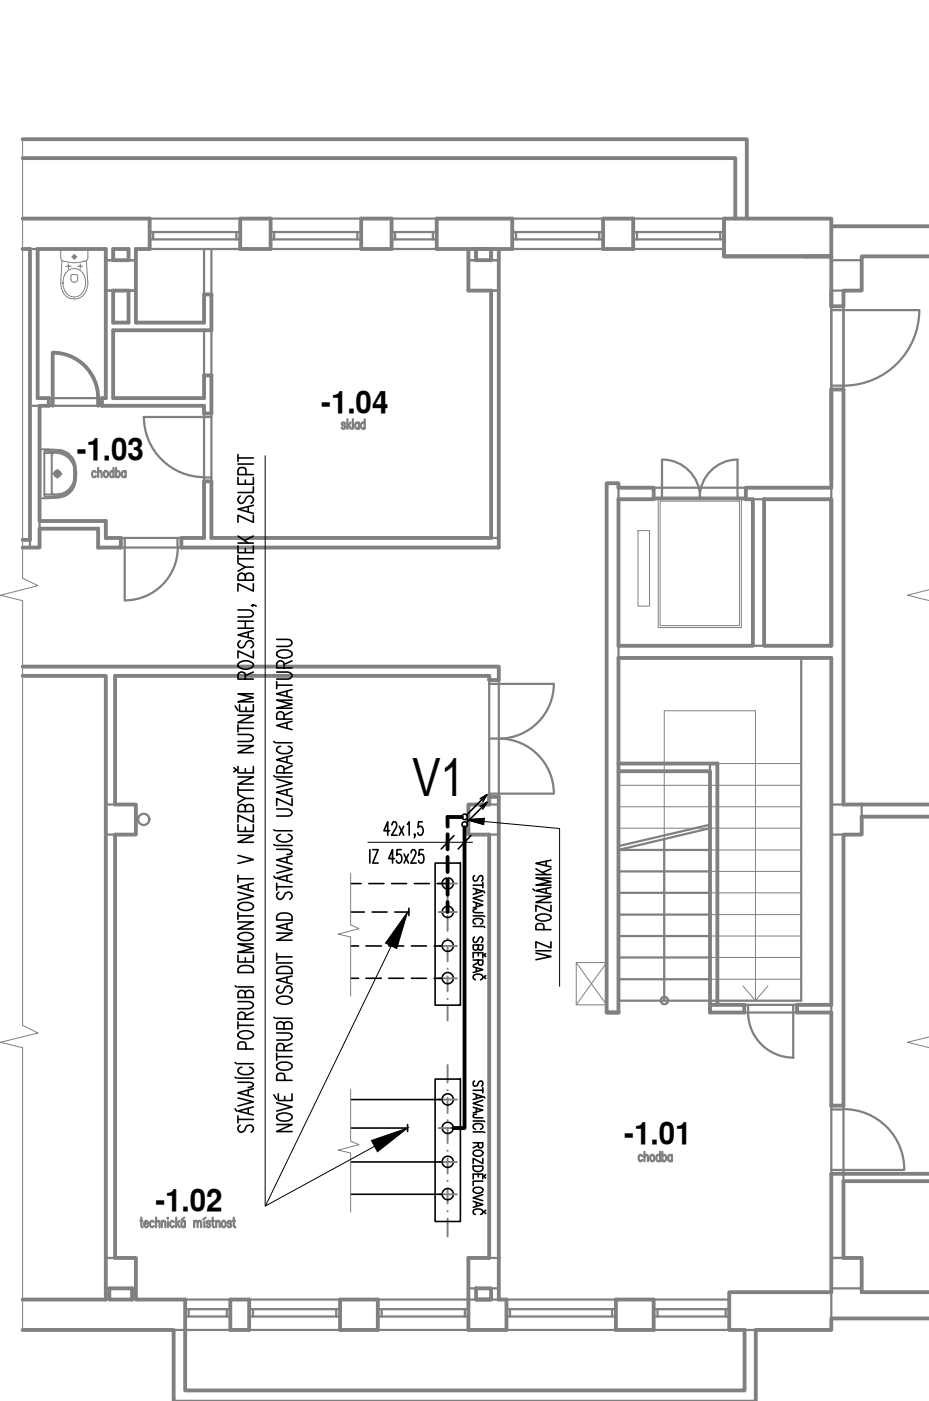 -1.04
sklad
-1.03
chodba
STÁVAJÍCÍ POTRUBÍ DEMONTOVAT V NEZBYTNĚ NUTNÉM ROZSAHU, ZBYTEK ZASLEPIT
NOVÉ POTRUBÍ OSADIT NAD STÁVAJÍCÍ UZAVÍRACÍ ARMATUROU
V1
42x1,5
IZ 45x25
STÁVAJÍCÍ SBĚRAČ
VIZ POZNÁMKA
STÁVAJÍCÍ ROZDĚLOVAČ
-1.01
chodba
-1.02
technická místnost